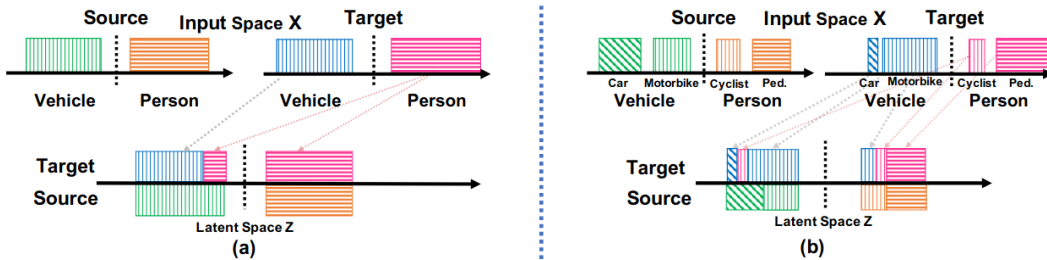 Source Input Space X Target
Vehicle Person Vehicle Person
Target
Source
Latent Space Z
(a)
Source Input Space X Target
Car Motorbike Cyclist Ped. Car Motorbike Cyclist Ped.
Vehicle Person Vehicle Person
Target
Source
Latent Space Z
(b)